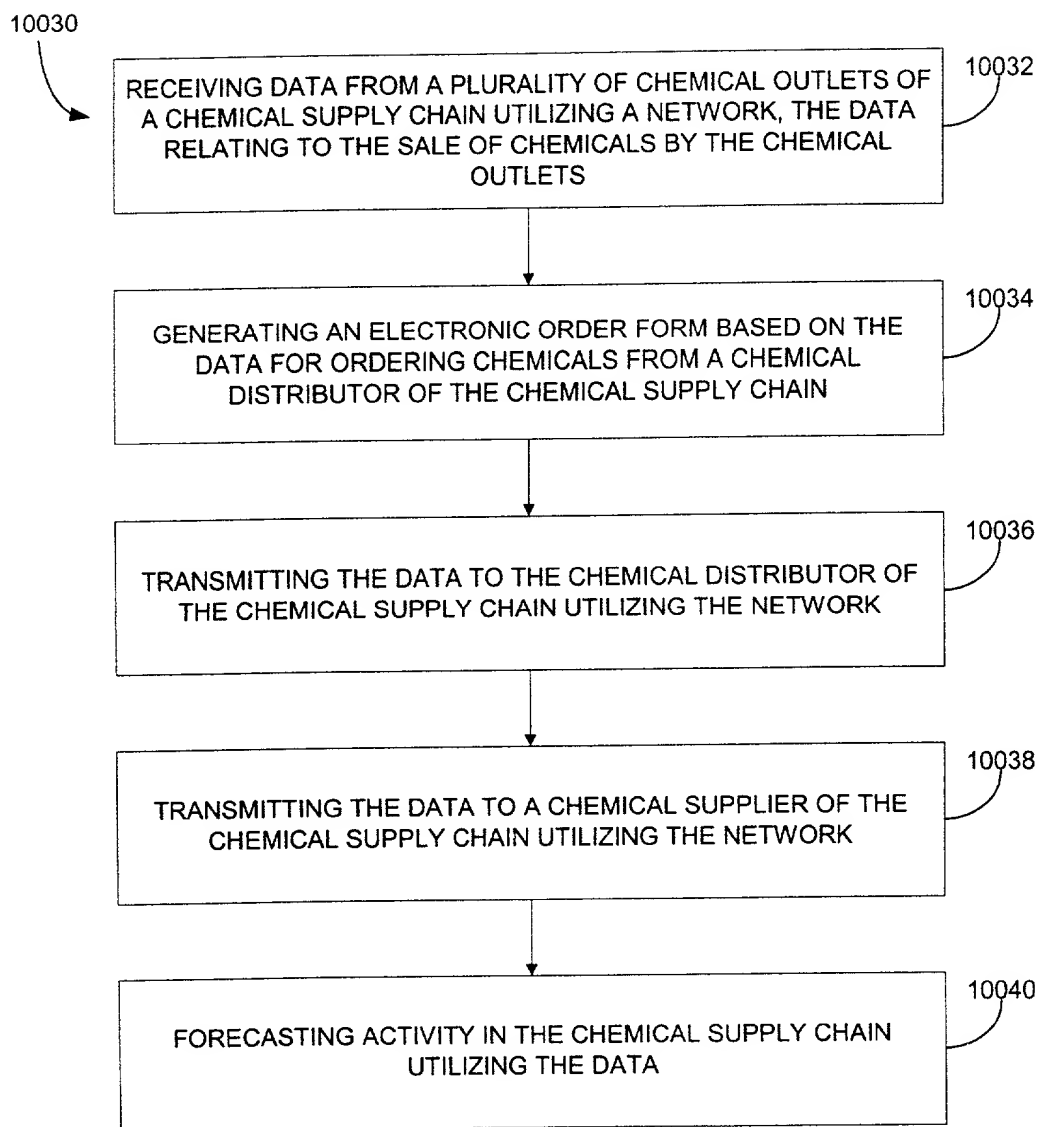 10030
10032
RECEIVING DATA FROM A PLURALITY OF CHEMICAL OUTLETS OF
A CHEMICAL SUPPLY CHAIN UTILIZING A NETWORK, THE DATA
RELATING TO THE SALE OF CHEMICALS BY THE CHEMICAL
OUTLETS
10034
GENERATING AN ELECTRONIC ORDER FORM BASED ON THE
DATA FOR ORDERING CHEMICALS FROM A CHEMICAL
DISTRIBUTOR OF THE CHEMICAL SUPPLY CHAIN
10036
TRANSMITTING THE DATA TO THE CHEMICAL DISTRIBUTOR OF
THE CHEMICAL SUPPLY CHAIN UTILIZING THE NETWORK
10038
TRANSMITTING THE DATA TO A CHEMICAL SUPPLIER OF THE
CHEMICAL SUPPLY CHAIN UTILIZING THE NETWORK
10040
FORECASTING ACTIVITY IN THE CHEMICAL SUPPLY CHAIN
UTILIZING THE DATA